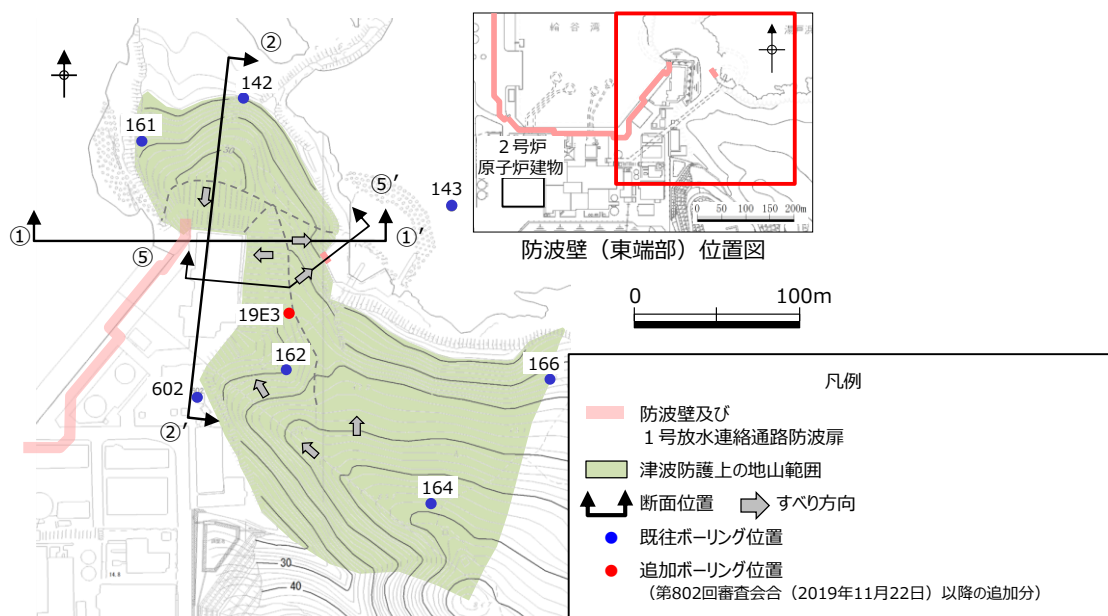 ②
142
161
⑤’
143
①
①’
⑤
19E3
162
166
602
②’
164
30
40
輪谷湾
2号炉
原子炉建物
0 50 100 150 200m
防波壁(東端部)位置図
0 100m
凡例
防波壁及び
1号放水連絡通路防波扉
津波防護上の地山範囲
断面位置 すべり方向
既往ボーリング位置
追加ボーリング位置
(第802回審査会合(2019年11月22日)以降の追加分)